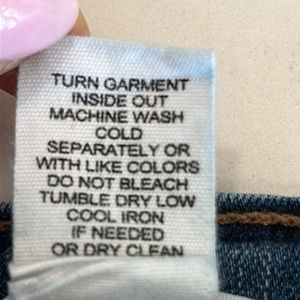 TURN GARMENT
INSIDE OUT
MACHINE WASH
COLD
SEPARATELY OR
WITH LIKE COLORS
DO NOT BLEACH
TUMBLE DRY LOW
COOL IRON
IF NEEDED
OR DRY CLEAN